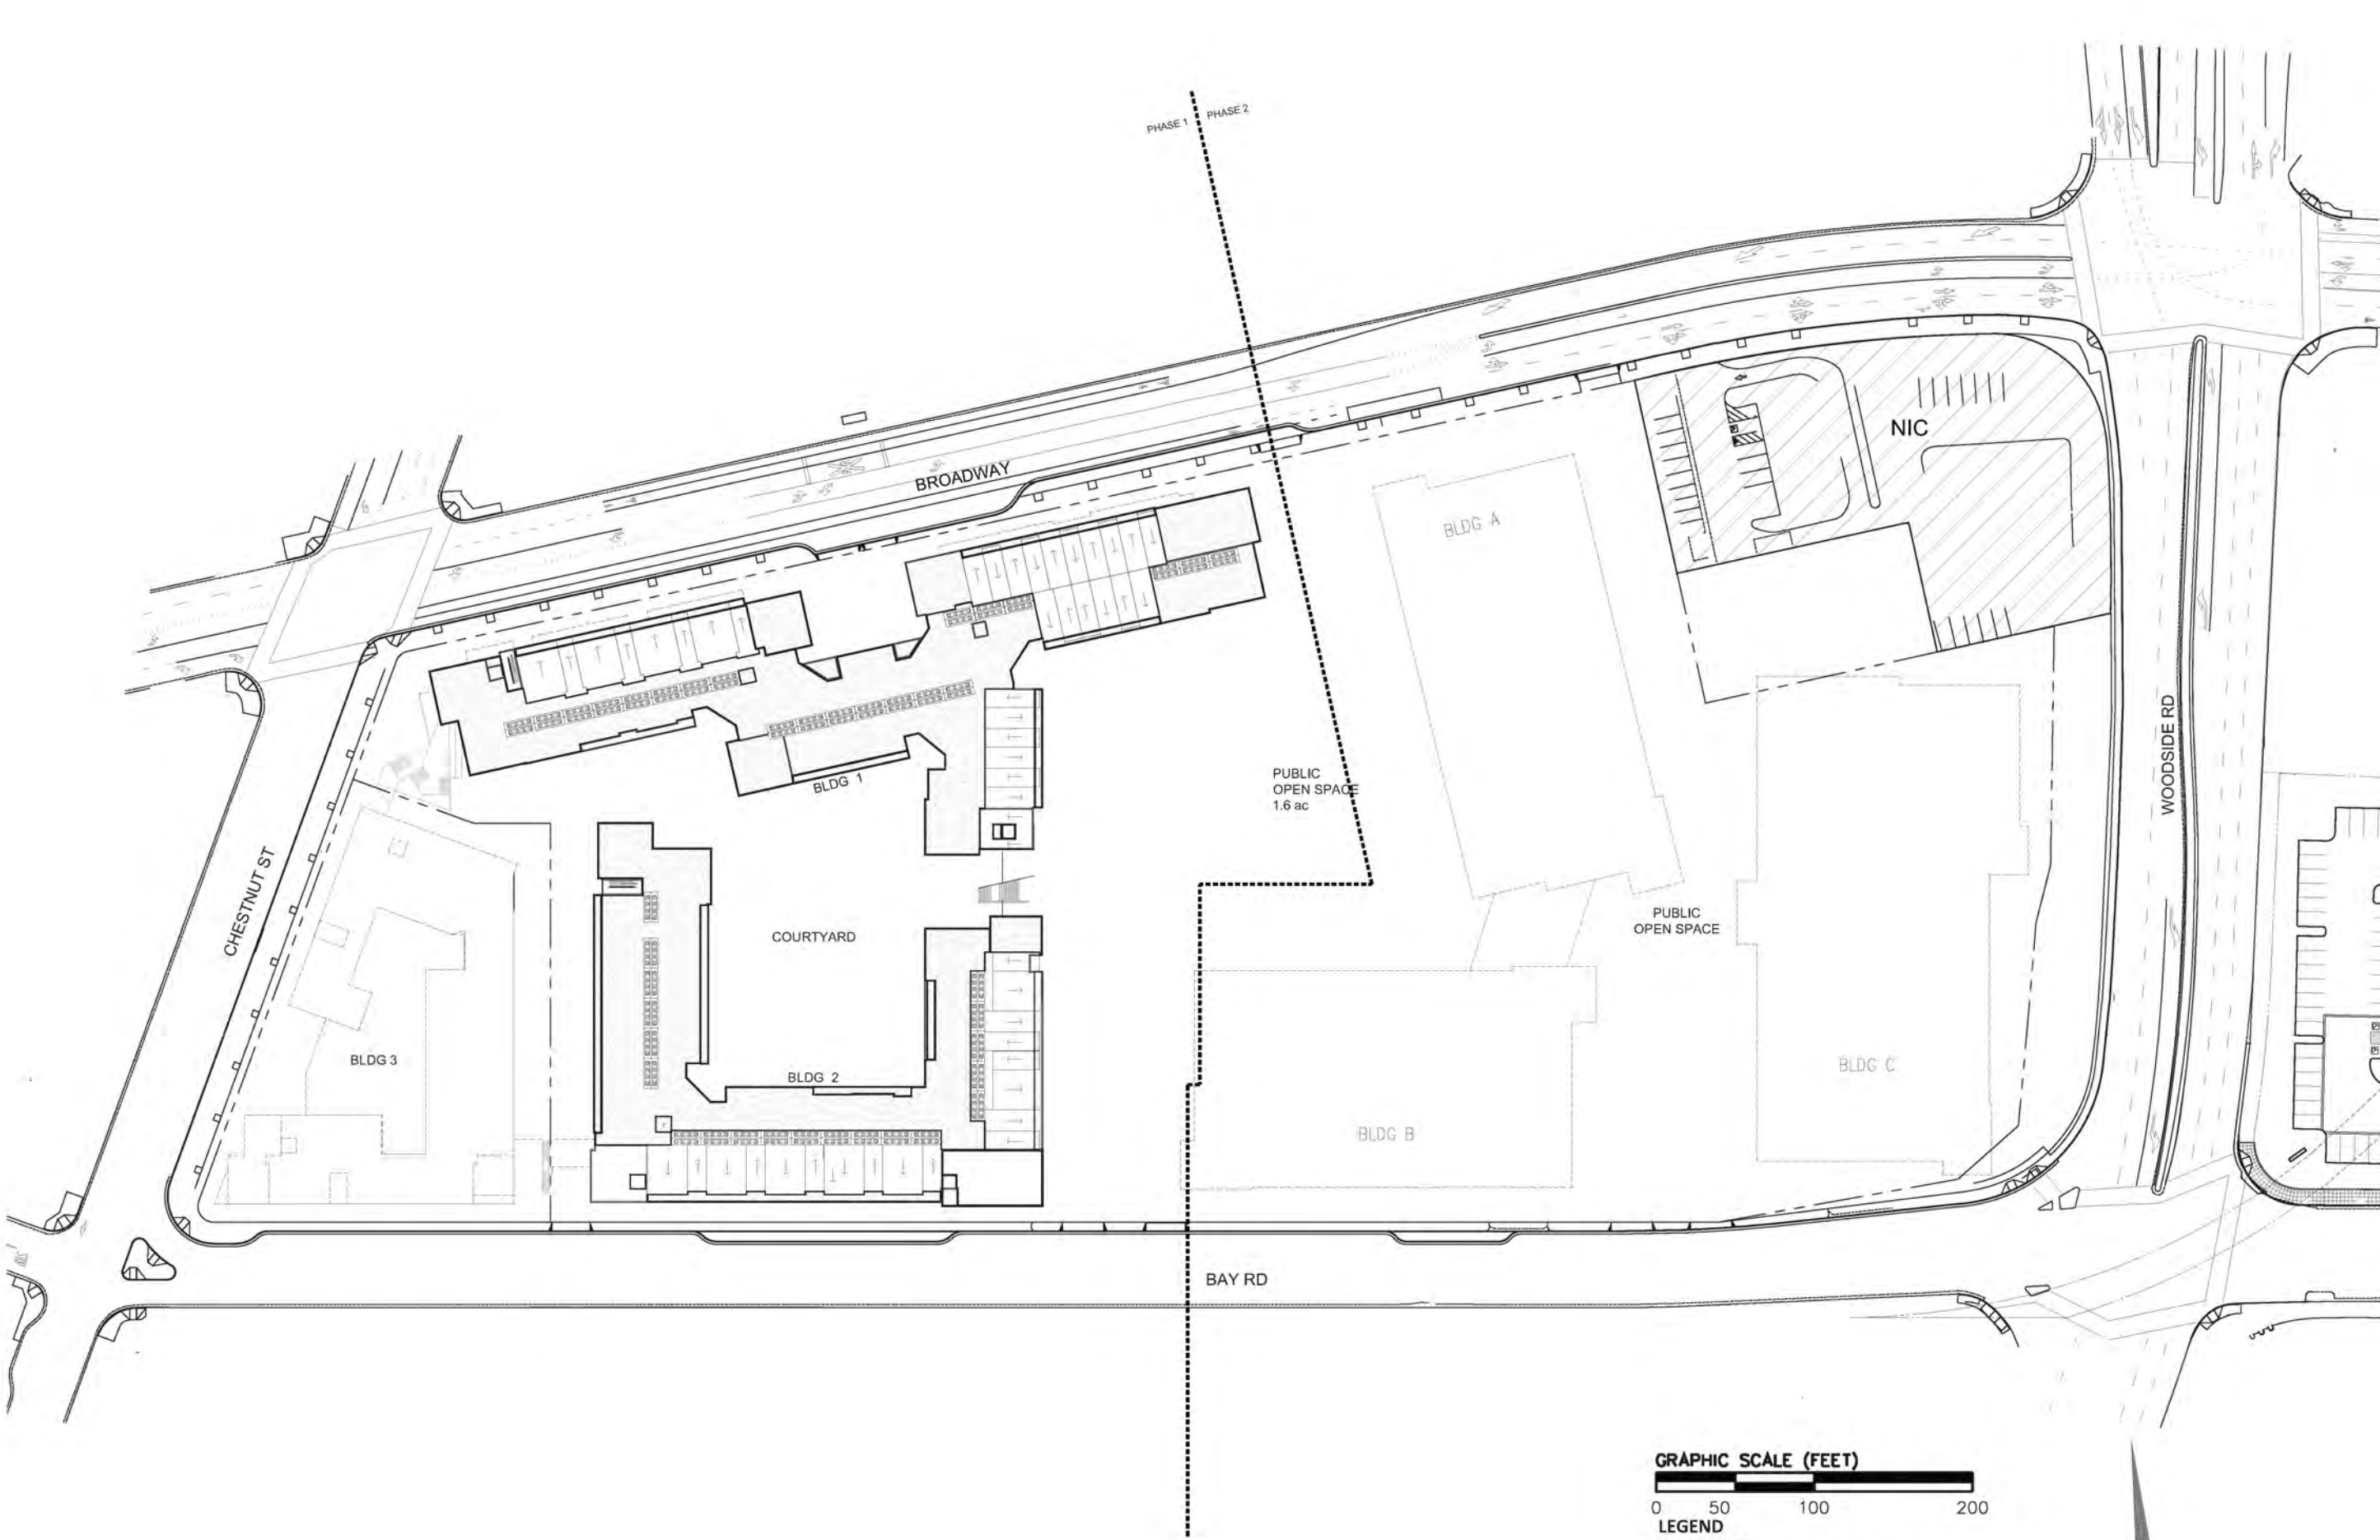 PHASE 1
PHASE 2
BROADWAY
NIC
BLDG A
WOODSIDE RD
PUBLIC
OPEN SPACE
1.6 ac
BLDG 1
CHESTNUT ST
PUBLIC
OPEN SPACE
COURTYARD
BLDG 3
BLDG 2
BLDG C
BLDG B
BAY RD
GRAPHIC SCALE (FEET)
0 50 100 200
LEGEND